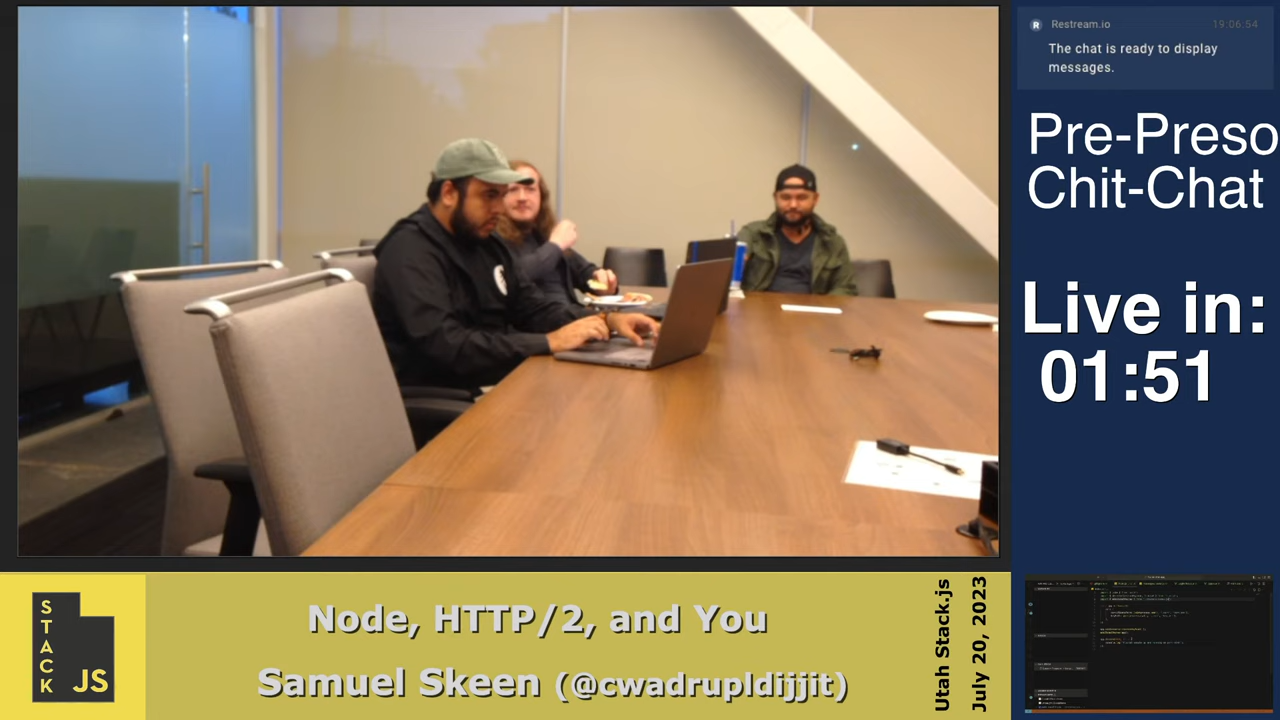 R Restream.io 19:06:54
The chat is ready to display
messages.
Pre-Preso
Chit-Chat
Live in:
01:51
STACK
JS
Node, HTTP/2, and You
Samuel Skeen (@cwadrupldijjit)
Utah Stack.js
July 20, 2023